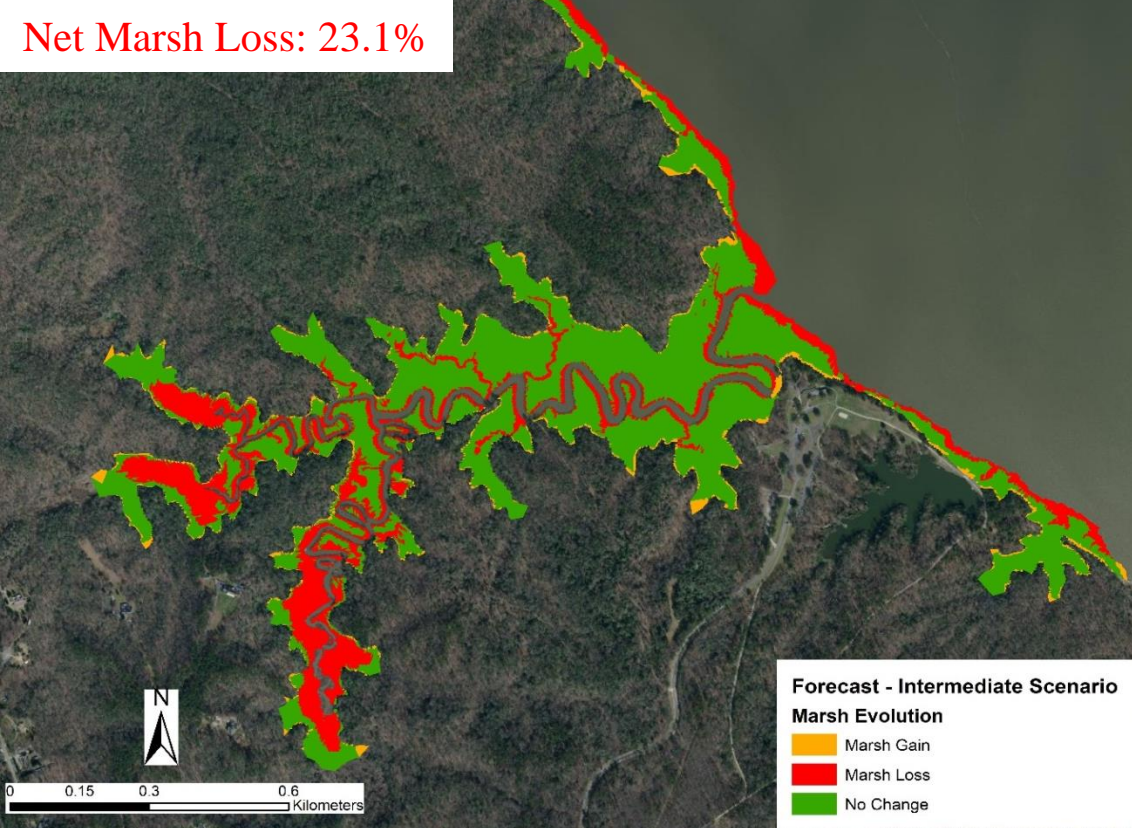 Net Marsh Loss: 23.1%
N
0 0.15 0.3 0.6
Kilometers
Forecast - Intermediate Scenario
Marsh Evolution
Marsh Gain
Marsh Loss
No Change